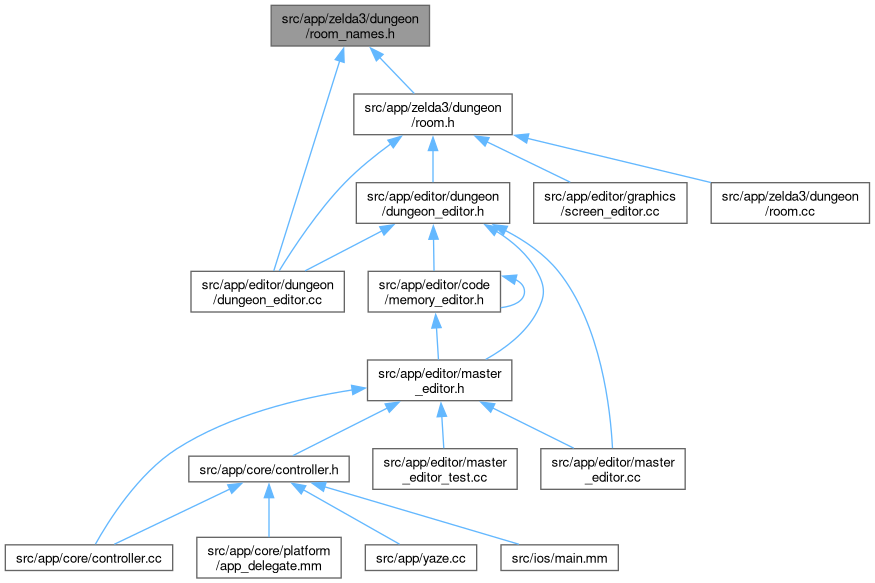 src/app/zelda3/dungeon
/room_names.h
src/app/zelda3/dungeon
/room.h
src/app/editor/dungeon
/dungeon_editor.h
src/app/editor/graphics
/screen_editor.cc
src/app/zelda3/dungeon
/room.cc
src/app/editor/dungeon
/dungeon_editor.cc
src/app/editor/code
/memory_editor.h
src/app/editor/master
_editor.h
src/app/core/controller.h
src/app/editor/master
_editor_test.cc
src/app/editor/master
_editor.cc
src/app/core/controller.cc
src/app/core/platform
/app_delegate.mm
src/app/yaze.cc
src/ios/main.mm